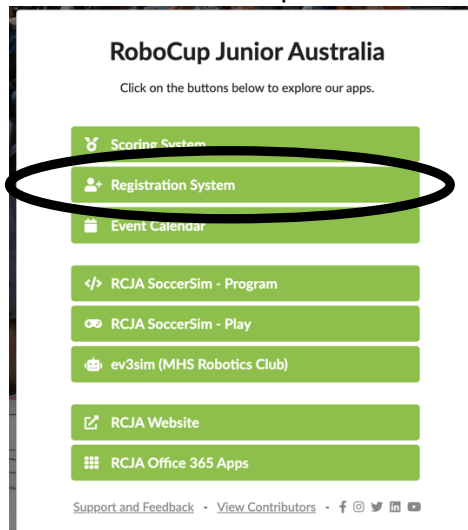 RoboCup Junior Australia
Click on the buttons below to explore our apps.
Scoring System
Registration System
Event Calendar
RCJA SoccerSim - Program
RCJA SoccerSim - Play
ev3sim (MHS Robotics Club)
RCJA Website
RCJA Office 365 Apps
Support and Feedback - View Contributors -